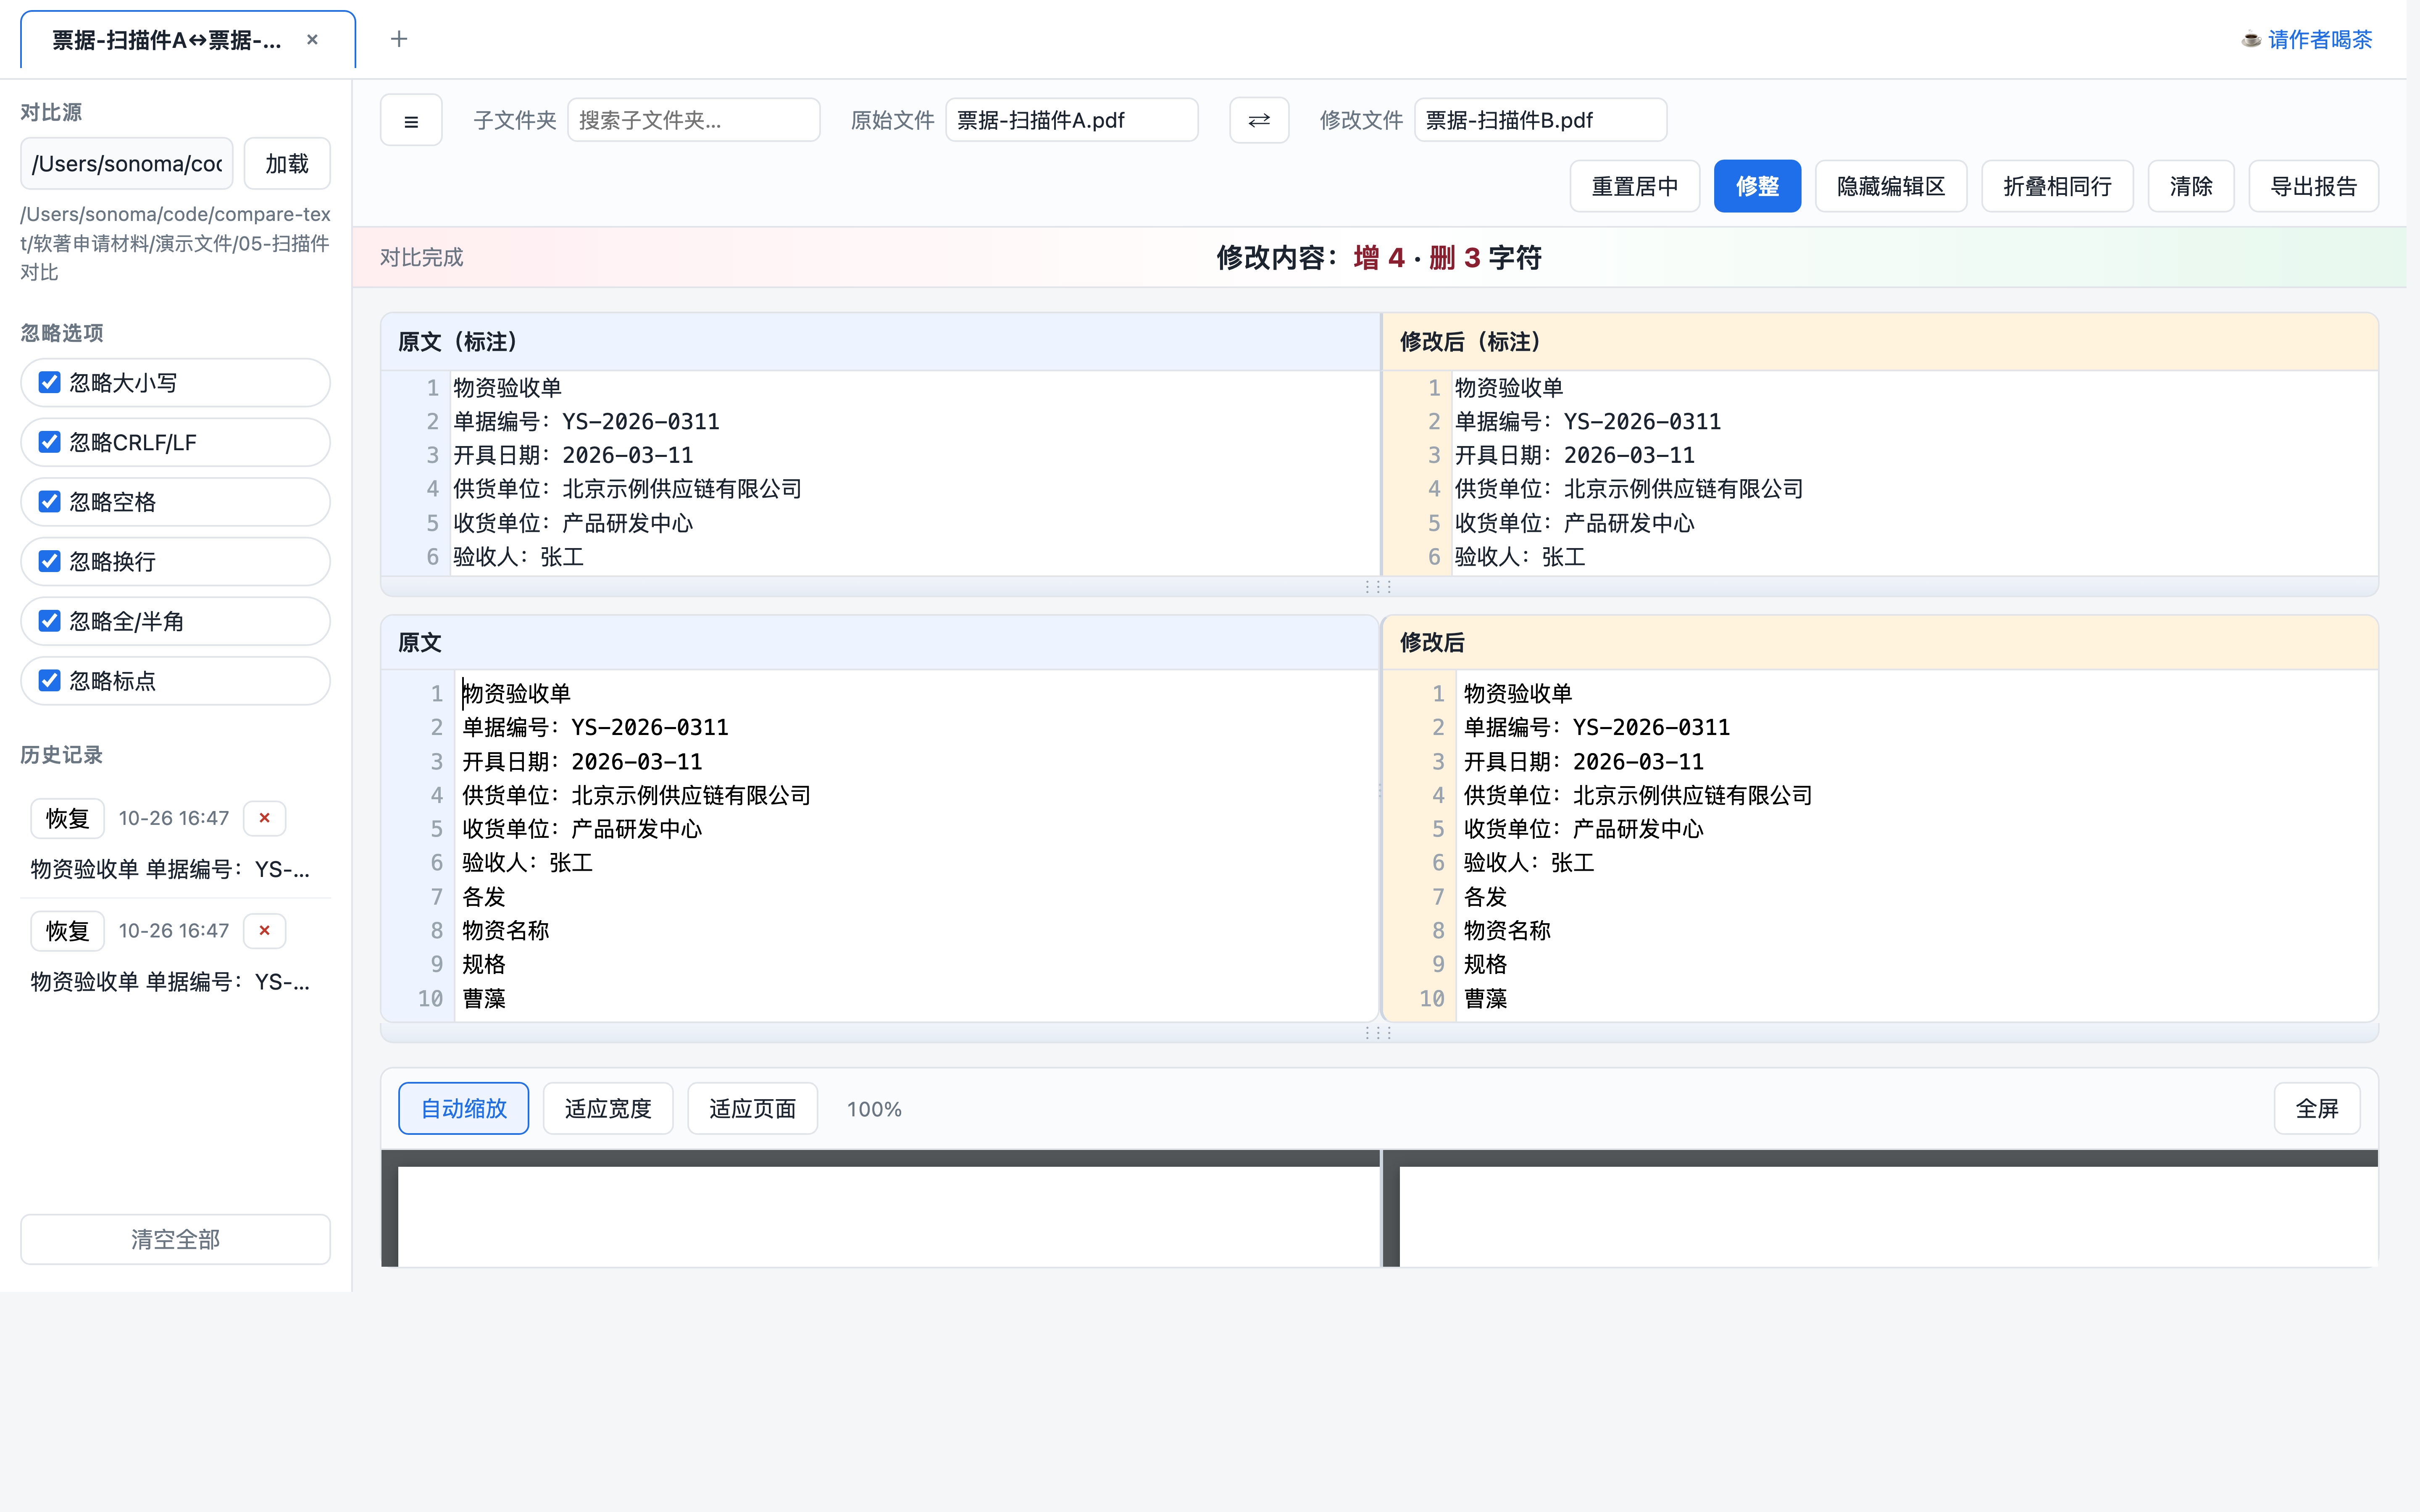 票据-扫描件A↔票据-... × +
☕ 请作者喝茶
对比源
/Users/sonoma/coc 加载
/Users/sonoma/code/compare-tex
t/软著申请材料/演示文件/05-扫描件
对比
忽略选项
忽略大小写
忽略CRLF/LF
忽略空格
忽略换行
忽略全/半角
忽略标点
历史记录
恢复 10-26 16:47 ×
物资验收单 单据编号：YS-...
恢复 10-26 16:47 ×
物资验收单 单据编号：YS-...
清空全部
≡ 子文件夹 搜索子文件夹... 原始文件 票据-扫描件A.pdf ⇄ 修改文件 票据-扫描件B.pdf
重置居中 修整 隐藏编辑区 折叠相同行 清除 导出报告
对比完成 修改内容：增 4 · 删 3 字符
原文（标注）
1 物资验收单
2 单据编号：YS-2026-0311
3 开具日期：2026-03-11
4 供货单位：北京示例供应链有限公司
5 收货单位：产品研发中心
6 验收人：张工
修改后（标注）
1 物资验收单
2 单据编号：YS-2026-0311
3 开具日期：2026-03-11
4 供货单位：北京示例供应链有限公司
5 收货单位：产品研发中心
6 验收人：张工
原文
1 物资验收单
2 单据编号：YS-2026-0311
3 开具日期：2026-03-11
4 供货单位：北京示例供应链有限公司
5 收货单位：产品研发中心
6 验收人：张工
7 各发
8 物资名称
9 规格
10 曹藻
修改后
1 物资验收单
2 单据编号：YS-2026-0311
3 开具日期：2026-03-11
4 供货单位：北京示例供应链有限公司
5 收货单位：产品研发中心
6 验收人：张工
7 各发
8 物资名称
9 规格
10 曹藻
自动缩放 适应宽度 适应页面 100% 全屏